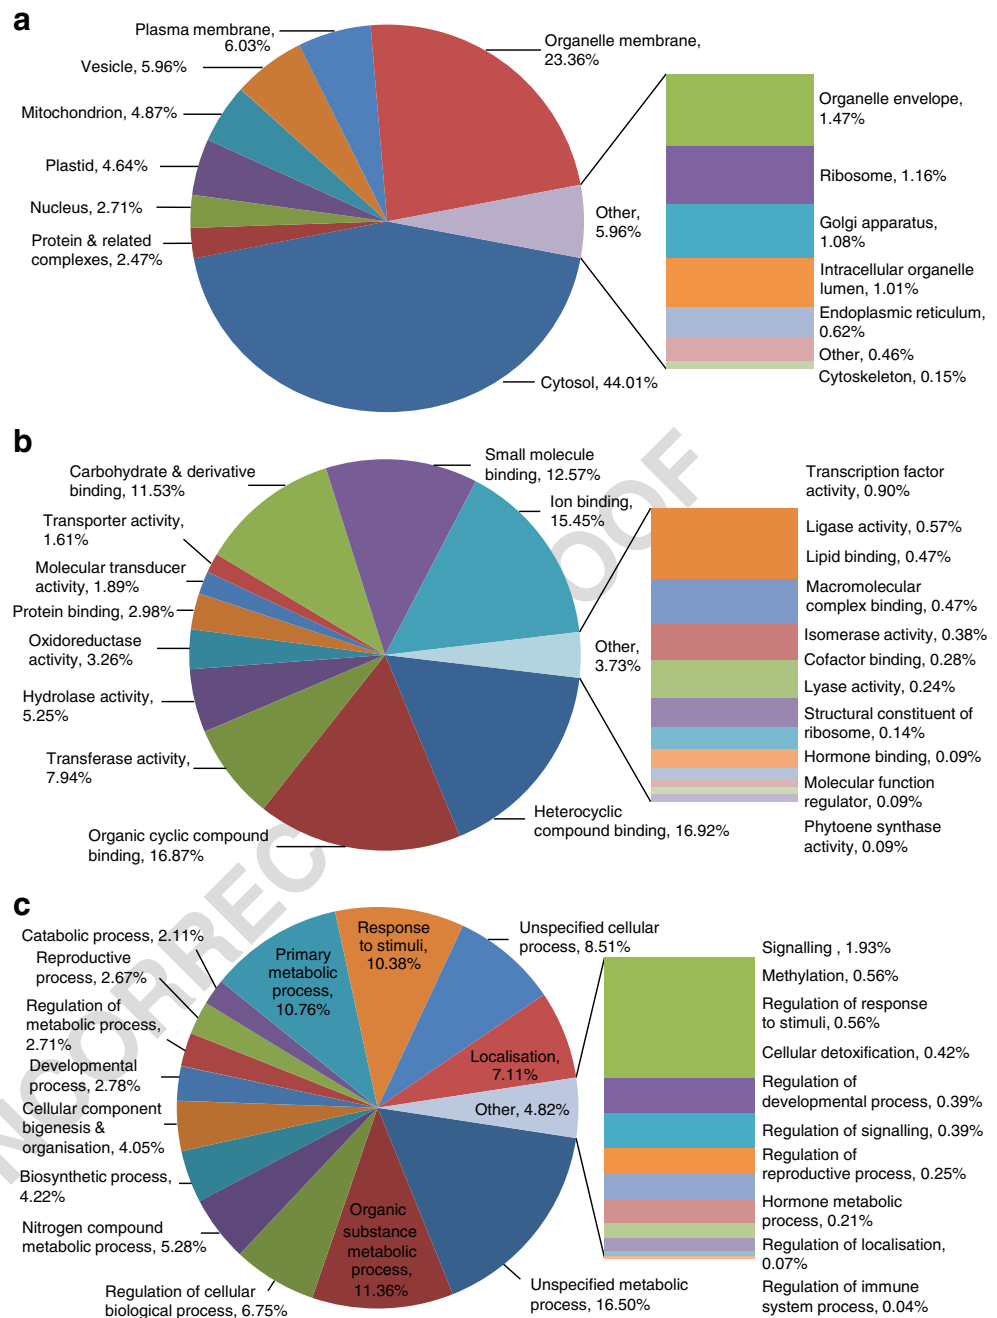 a
Plasma membrane,
6.03%
Vesicle, 5.96%
Mitochondrion, 4.87%
Plastid, 4.64%
Nucleus, 2.71%
Protein & related
complexes, 2.47%
Organelle membrane,
23.36%
Other,
5.96%
Cytosol, 44.01%
Organelle envelope,
1.47%
Ribosome, 1.16%
Golgi apparatus,
1.08%
Intracellular organelle
lumen, 1.01%
Endoplasmic reticulum,
0.62%
Other, 0.46%
Cytoskeleton, 0.15%
b
Carbohydrate & derivative
binding, 11.53%
Transporter activity,
1.61%
Molecular transducer
activity, 1.89%
Protein binding, 2.98%
Oxidoreductase
activity, 3.26%
Hydrolase activity,
5.25%
Transferase activity,
7.94%
Organic cyclic compound
binding, 16.87%
Small molecule
binding, 12.57%
Ion binding,
15.45%
Other,
3.73%
Heterocyclic
compound binding, 16.92%
Transcription factor
activity, 0.90%
Ligase activity, 0.57%
Lipid binding, 0.47%
Macromolecular
complex binding, 0.47%
Isomerase activity, 0.38%
Cofactor binding, 0.28%
Lyase activity, 0.24%
Structural constituent of
ribosome, 0.14%
Hormone binding, 0.09%
Molecular function
regulator, 0.09%
Phytoene synthase
activity, 0.09%
c
Catabolic process, 2.11%
Reproductive
process, 2.67%
Regulation of
metabolic process,
2.71%
Developmental
process, 2.78%
Cellular component
bigenesis &
organisation, 4.05%
Biosynthetic process,
4.22%
Nitrogen compound
metabolic process, 5.28%
Regulation of cellular
biological process, 6.75%
Primary
metabolic
process,
10.76%
Response
to stimuli,
10.38%
Unspecified cellular
process, 8.51%
Localisation,
7.11%
Other, 4.82%
Organic
substance
metabolic
process,
11.36%
Unspecified metabolic
process, 16.50%
Signalling , 1.93%
Methylation, 0.56%
Regulation of response
to stimuli, 0.56%
Cellular detoxification, 0.42%
Regulation of
developmental process, 0.39%
Regulation of signalling, 0.39%
Regulation of
reproductive process, 0.25%
Hormone metabolic
process, 0.21%
Regulation of localisation,
0.07%
Regulation of immune
system process, 0.04%